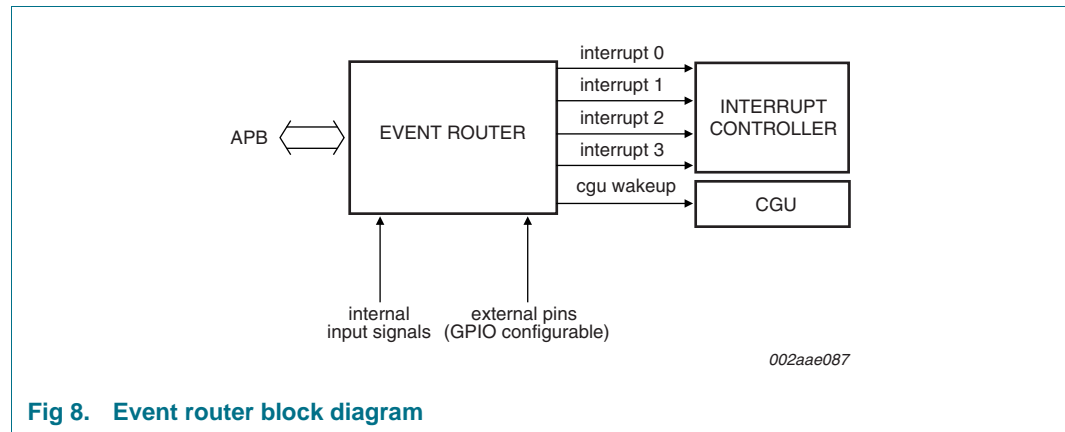 interrupt 0
interrupt 1
interrupt 2
interrupt 3
cgu wakeup
APB
EVENT ROUTER
INTERRUPT
CONTROLLER
CGU
internal
input signals
external pins
(GPIO configurable)
002aae087
Fig 8. Event router block diagram